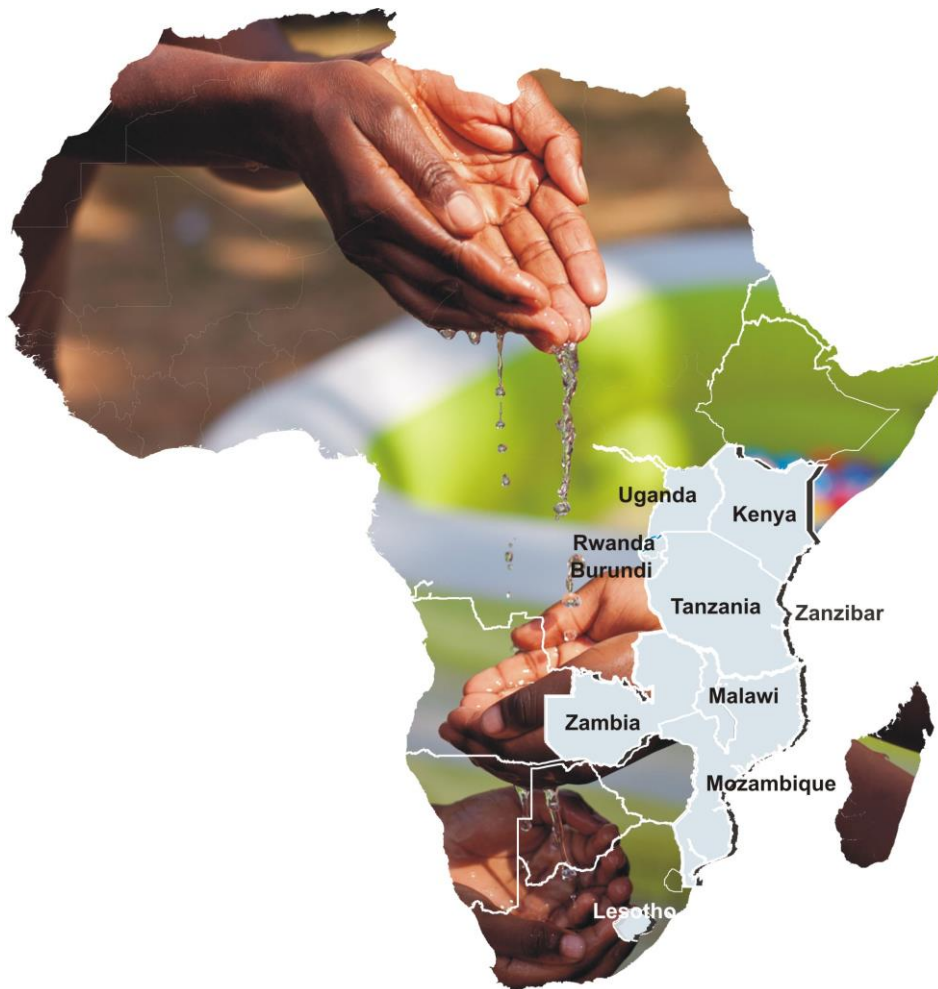 Uganda
Kenya
Rwanda
Burundi
Tanzania
Zanzibar
Malawi
Zambia
Mozambique
Lesotho